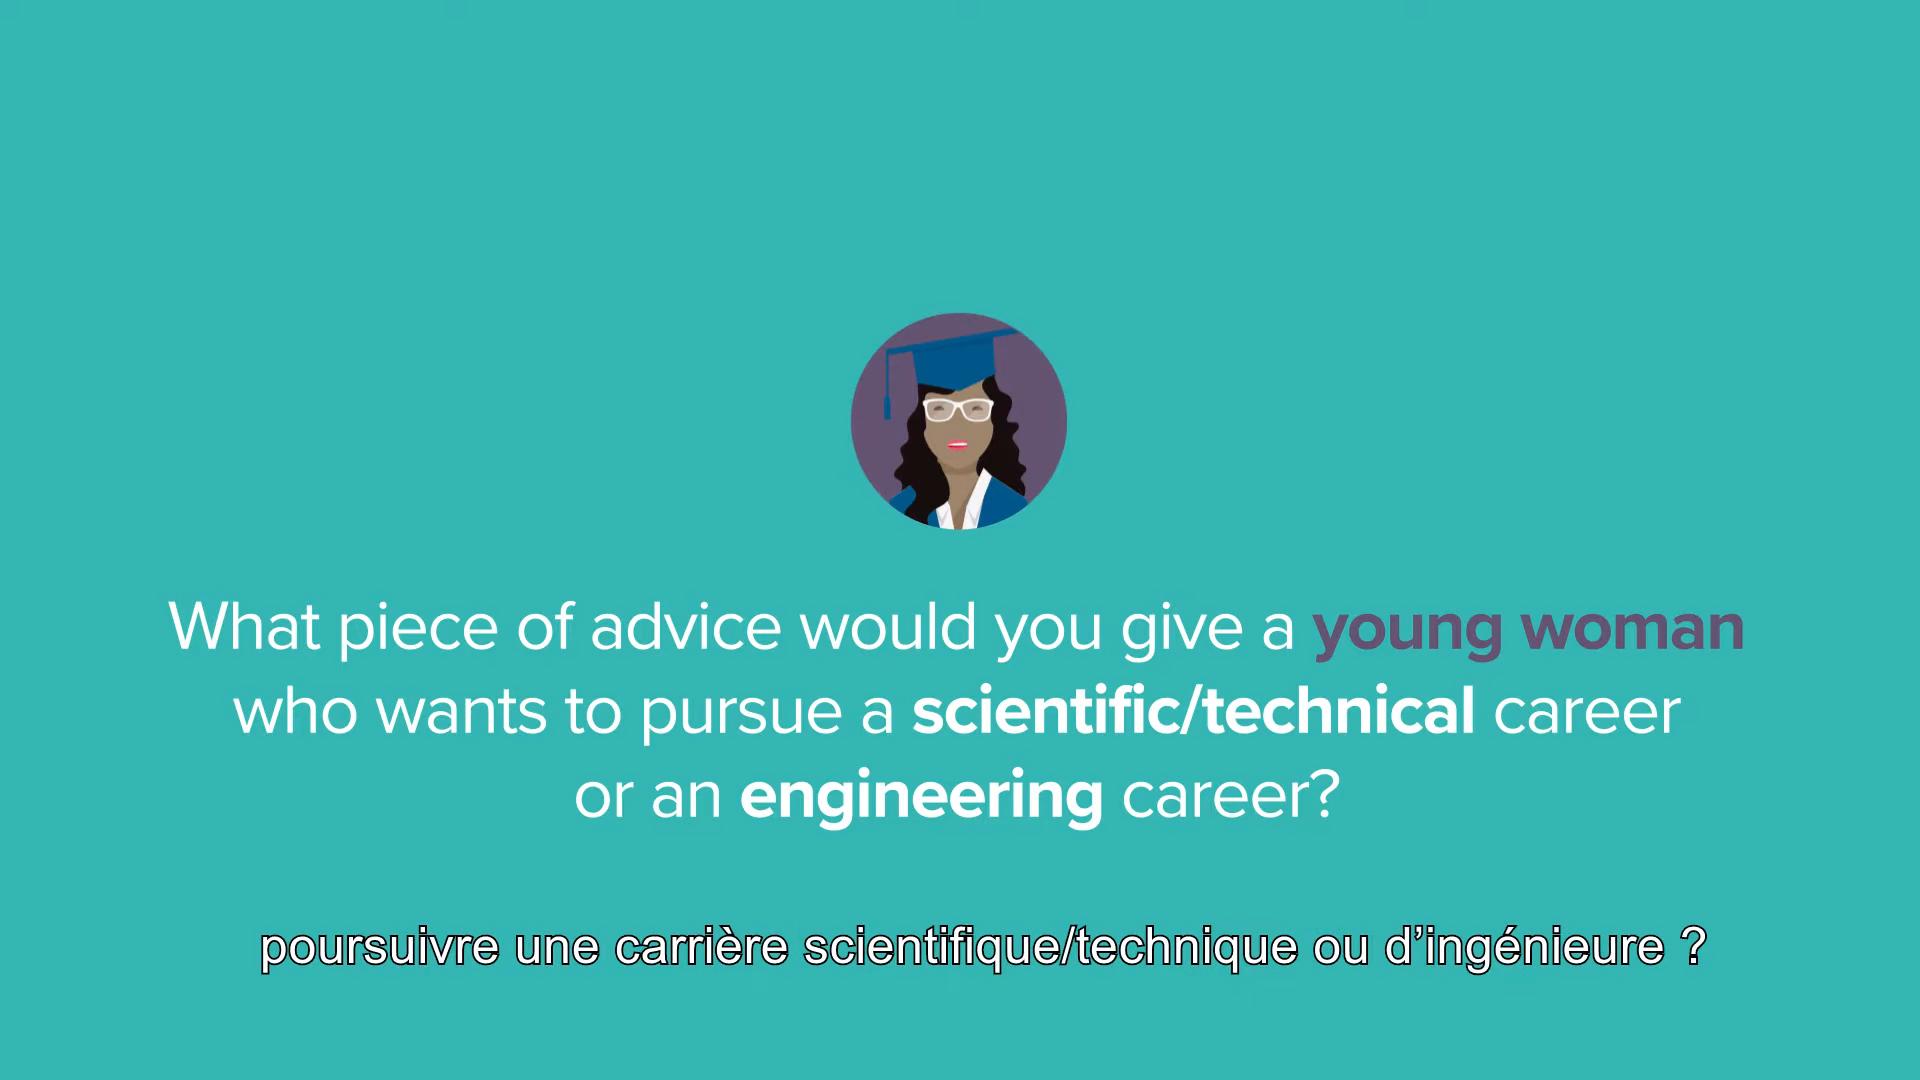 What piece of advice would you give a young woman
who wants to pursue a scientific/technical career
or an engineering career?
poursuivre une carrière scientifique/technique ou d’ingénieure ?